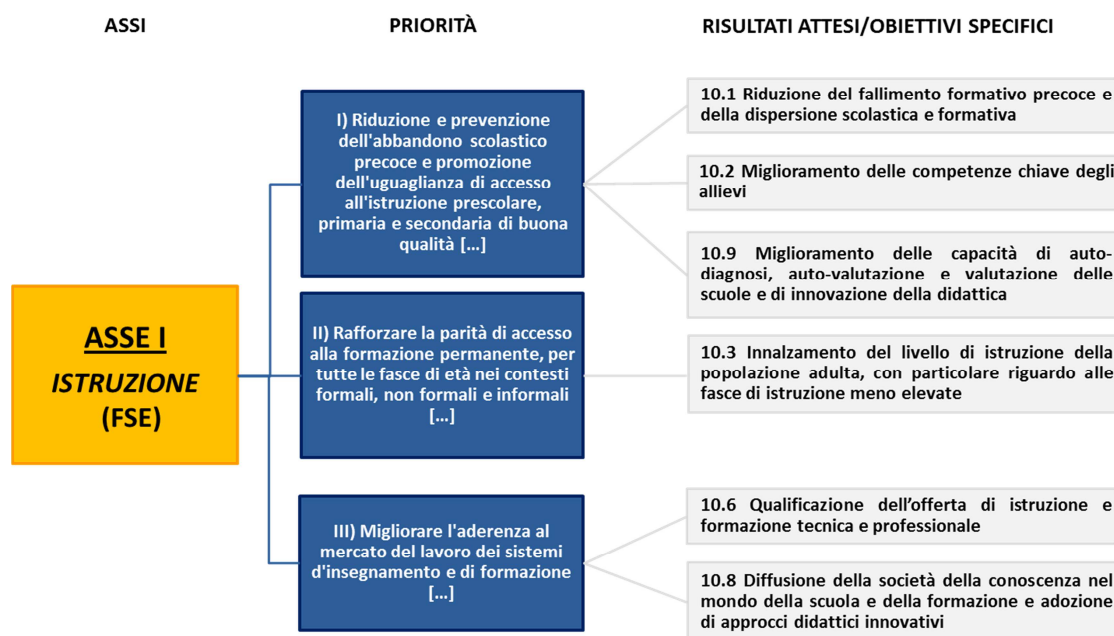 ASSI
PRIORITÀ
RISULTATI ATTESI/OBIETTIVI SPECIFICI
ASSE I
ISTRUZIONE
(FSE)
I) Riduzione e prevenzione
dell'abbandono scolastico
precoce e promozione
dell'uguaglianza di accesso
all'istruzione prescolare,
primaria e secondaria di buona
qualità [...]
10.1 Riduzione del fallimento formativo precoce e
della dispersione scolastica e formativa
10.2 Miglioramento delle competenze chiave degli
allievi
10.9 Miglioramento delle capacità di auto-
diagnosi, auto-valutazione e valutazione delle
scuole e di innovazione della didattica
II) Rafforzare la parità di accesso
alla formazione permanente, per
tutte le fasce di età nei contesti
formali, non formali e informali
[...]
10.3 Innalzamento del livello di istruzione della
popolazione adulta, con particolare riguardo alle
fasce di istruzione meno elevate
III) Migliorare l'aderenza al
mercato del lavoro dei sistemi
d'insegnamento e di formazione
[...]
10.6 Qualificazione dell’offerta di istruzione e
formazione tecnica e professionale
10.8 Diffusione della società della conoscenza nel
mondo della scuola e della formazione e adozione
di approcci didattici innovativi